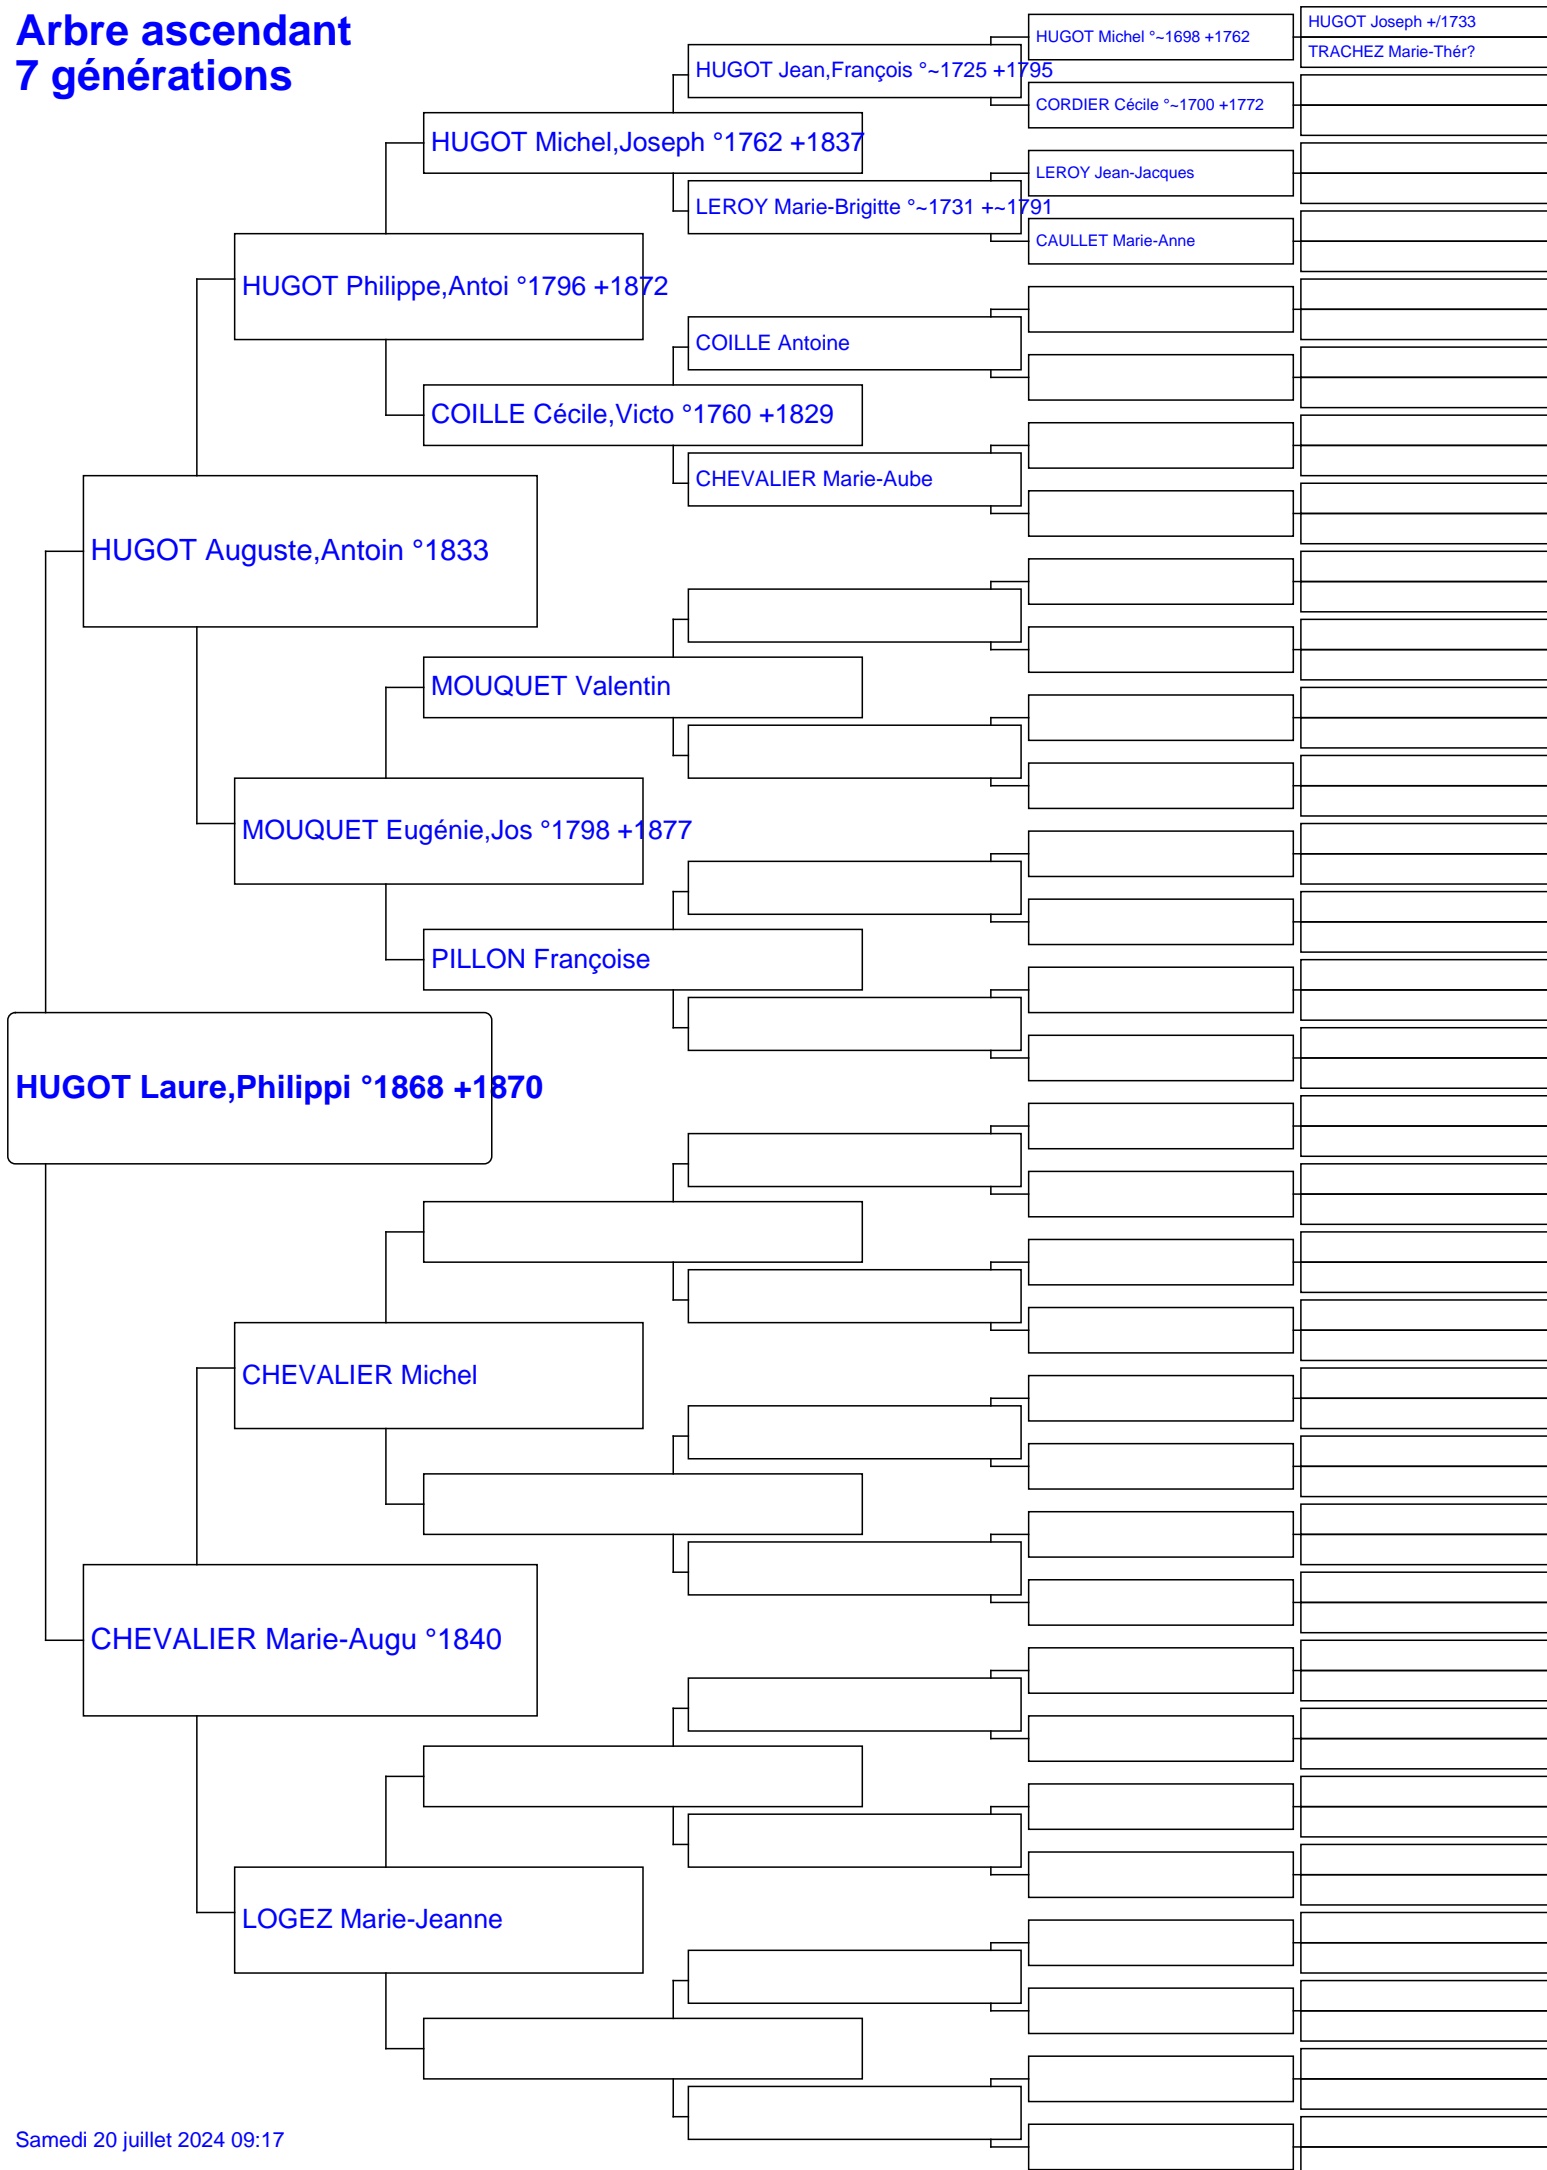 Arbre ascendant
7 générations
HUGOT Joseph +/1733
HUGOT Michel °~1698 +1762
TRACHEZ Marie-Thér?
HUGOT Jean,François °~1725 +1795
CORDIER Cécile °~1700 +1772
HUGOT Michel,Joseph °1762 +1837
LEROY Jean-Jacques
LEROY Marie-Brigitte °~1731 +~1791
CAULLET Marie-Anne
HUGOT Philippe,Antoi °1796 +1872
COILLE Antoine
COILLE Cécile,Victo °1760 +1829
CHEVALIER Marie-Aube
HUGOT Auguste,Antoin °1833
MOUQUET Valentin
MOUQUET Eugénie,Jos °1798 +1877
PILLON Françoise
HUGOT Laure,Philippi °1868 +1870
CHEVALIER Michel
CHEVALIER Marie-Augu °1840
LOGEZ Marie-Jeanne
Samedi 20 juillet 2024 09:17